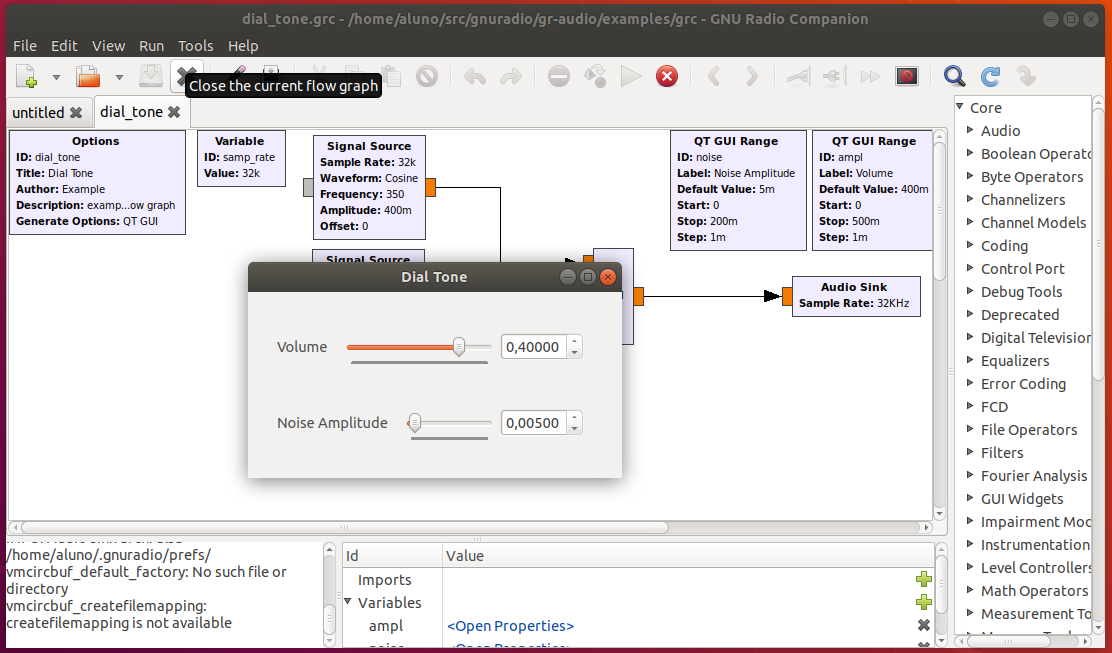 dial_tone.grc - /home/aluno/src/gnuradio/gr-audio/examples/grc - GNU Radio Companion
File Edit View Run Tools Help
Close the current flow graph
untitled
dial_tone
Options
ID: dial_tone
Title: Dial Tone
Author: Example
Description: examp...ow graph
Generate Options: QT GUI
Variable
ID: samp_rate
Value: 32k
Signal Source
Sample Rate: 32k
Waveform: Cosine
Frequency: 350
Amplitude: 400m
Offset: 0
Signal Source
QT GUI Range
ID: noise
Label: Noise Amplitude
Default Value: 5m
Start: 0
Stop: 200m
Step: 1m
QT GUI Range
ID: ampl
Label: Volume
Default Value: 400m
Start: 0
Stop: 500m
Step: 1m
Audio Sink
Sample Rate: 32KHz
Dial Tone
Volume 0,40000
Noise Amplitude 0,00500
Core
Audio
Boolean Operato
Byte Operators
Channelizers
Channel Models
Coding
Control Port
Debug Tools
Deprecated
Digital Television
Equalizers
Error Coding
FCD
File Operators
Filters
Fourier Analysis
GUI Widgets
Impairment Mod
Instrumentation
Level Controllers
Math Operators
Measurement To
/home/aluno/.gnuradio/prefs/
vmcircbuf_default_factory: No such file or
directory
vmcircbuf_createfilemapping:
createfilemapping is not available
Id Value
Imports
Variables
ampl <Open Properties>